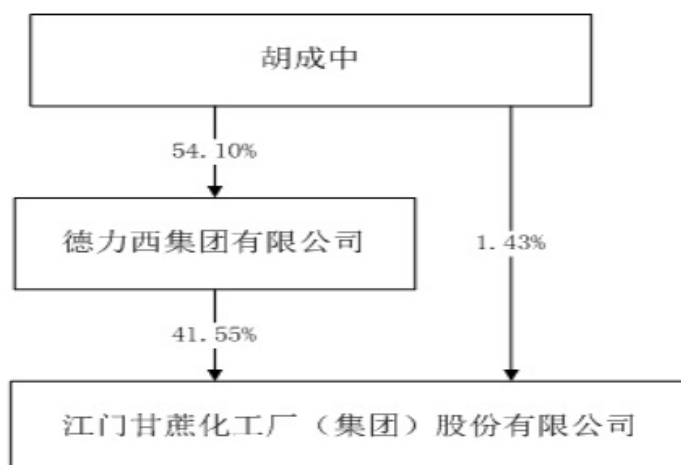 胡成中
54.10%
德力西集团有限公司
1.43%
41.55%
江门甘蔗化工厂（集团）股份有限公司